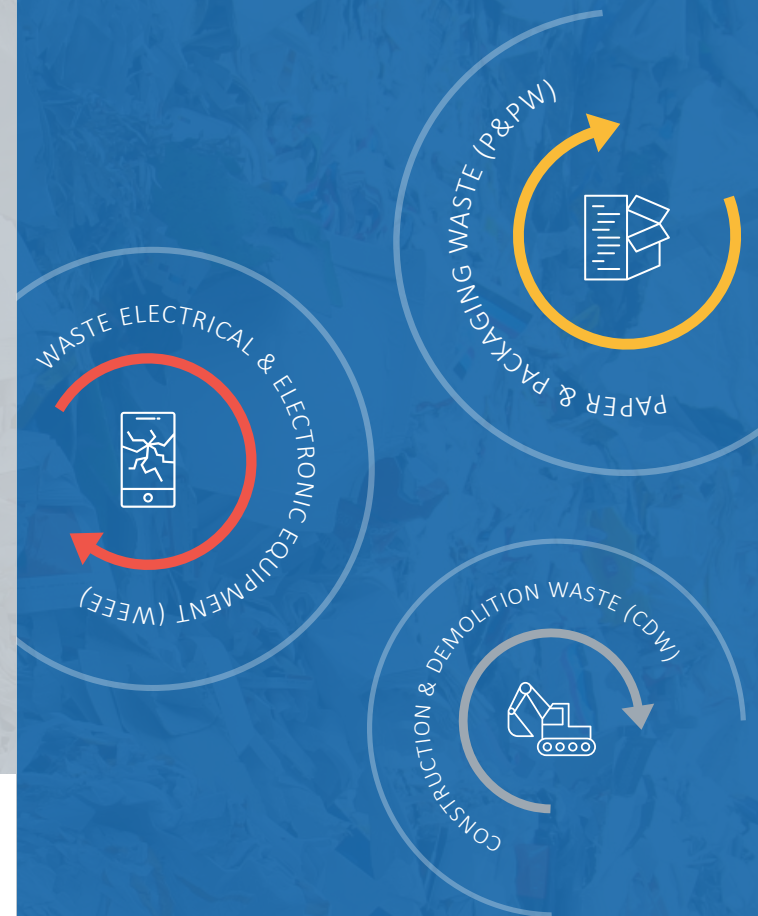 PAPER & PACKAGING WASTE (P&PW)
WASTE ELECTRICAL & ELECTRONIC EQUIPMENT (WEEE)
CONSTRUCTION & DEMOLITION WASTE (CDW)